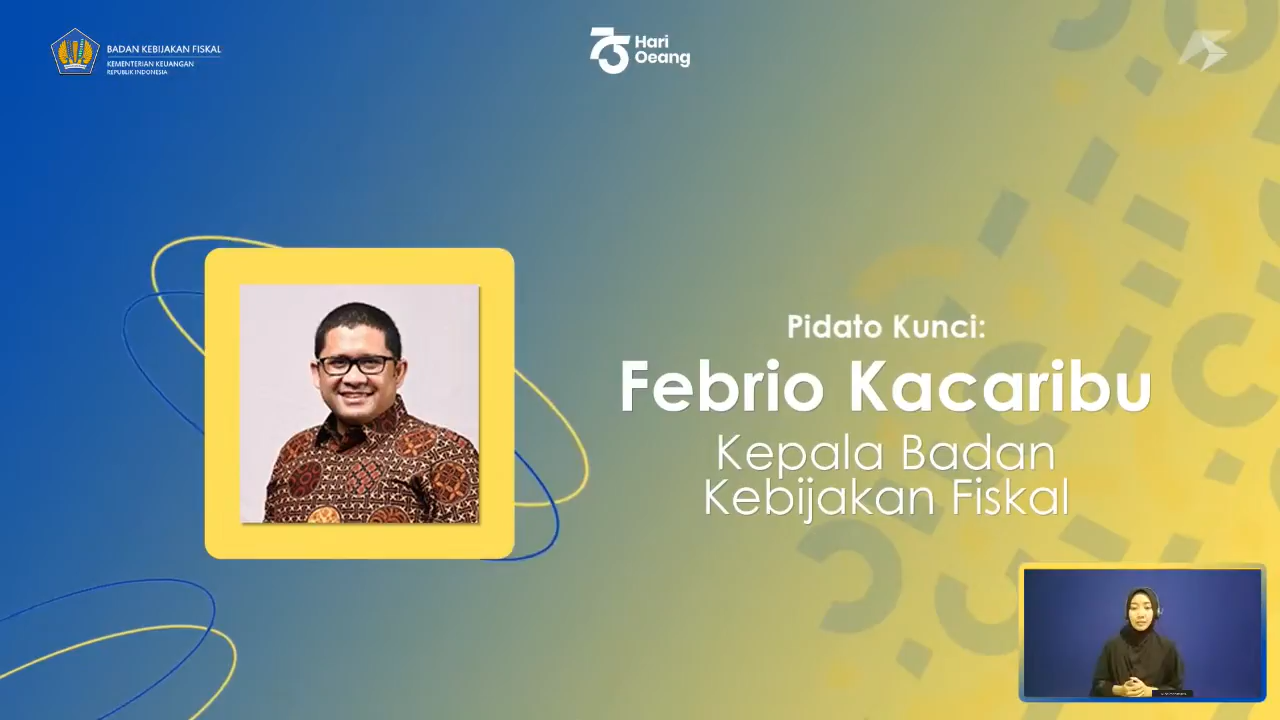 BADAN KEBIJAKAN FISKAL
KEMENTERIAN KEUANGAN
REPUBLIK INDONESIA
75 Hari
Oeang
Pidato Kunci:
Febrio Kacaribu
Kepala Badan
Kebijakan Fiskal